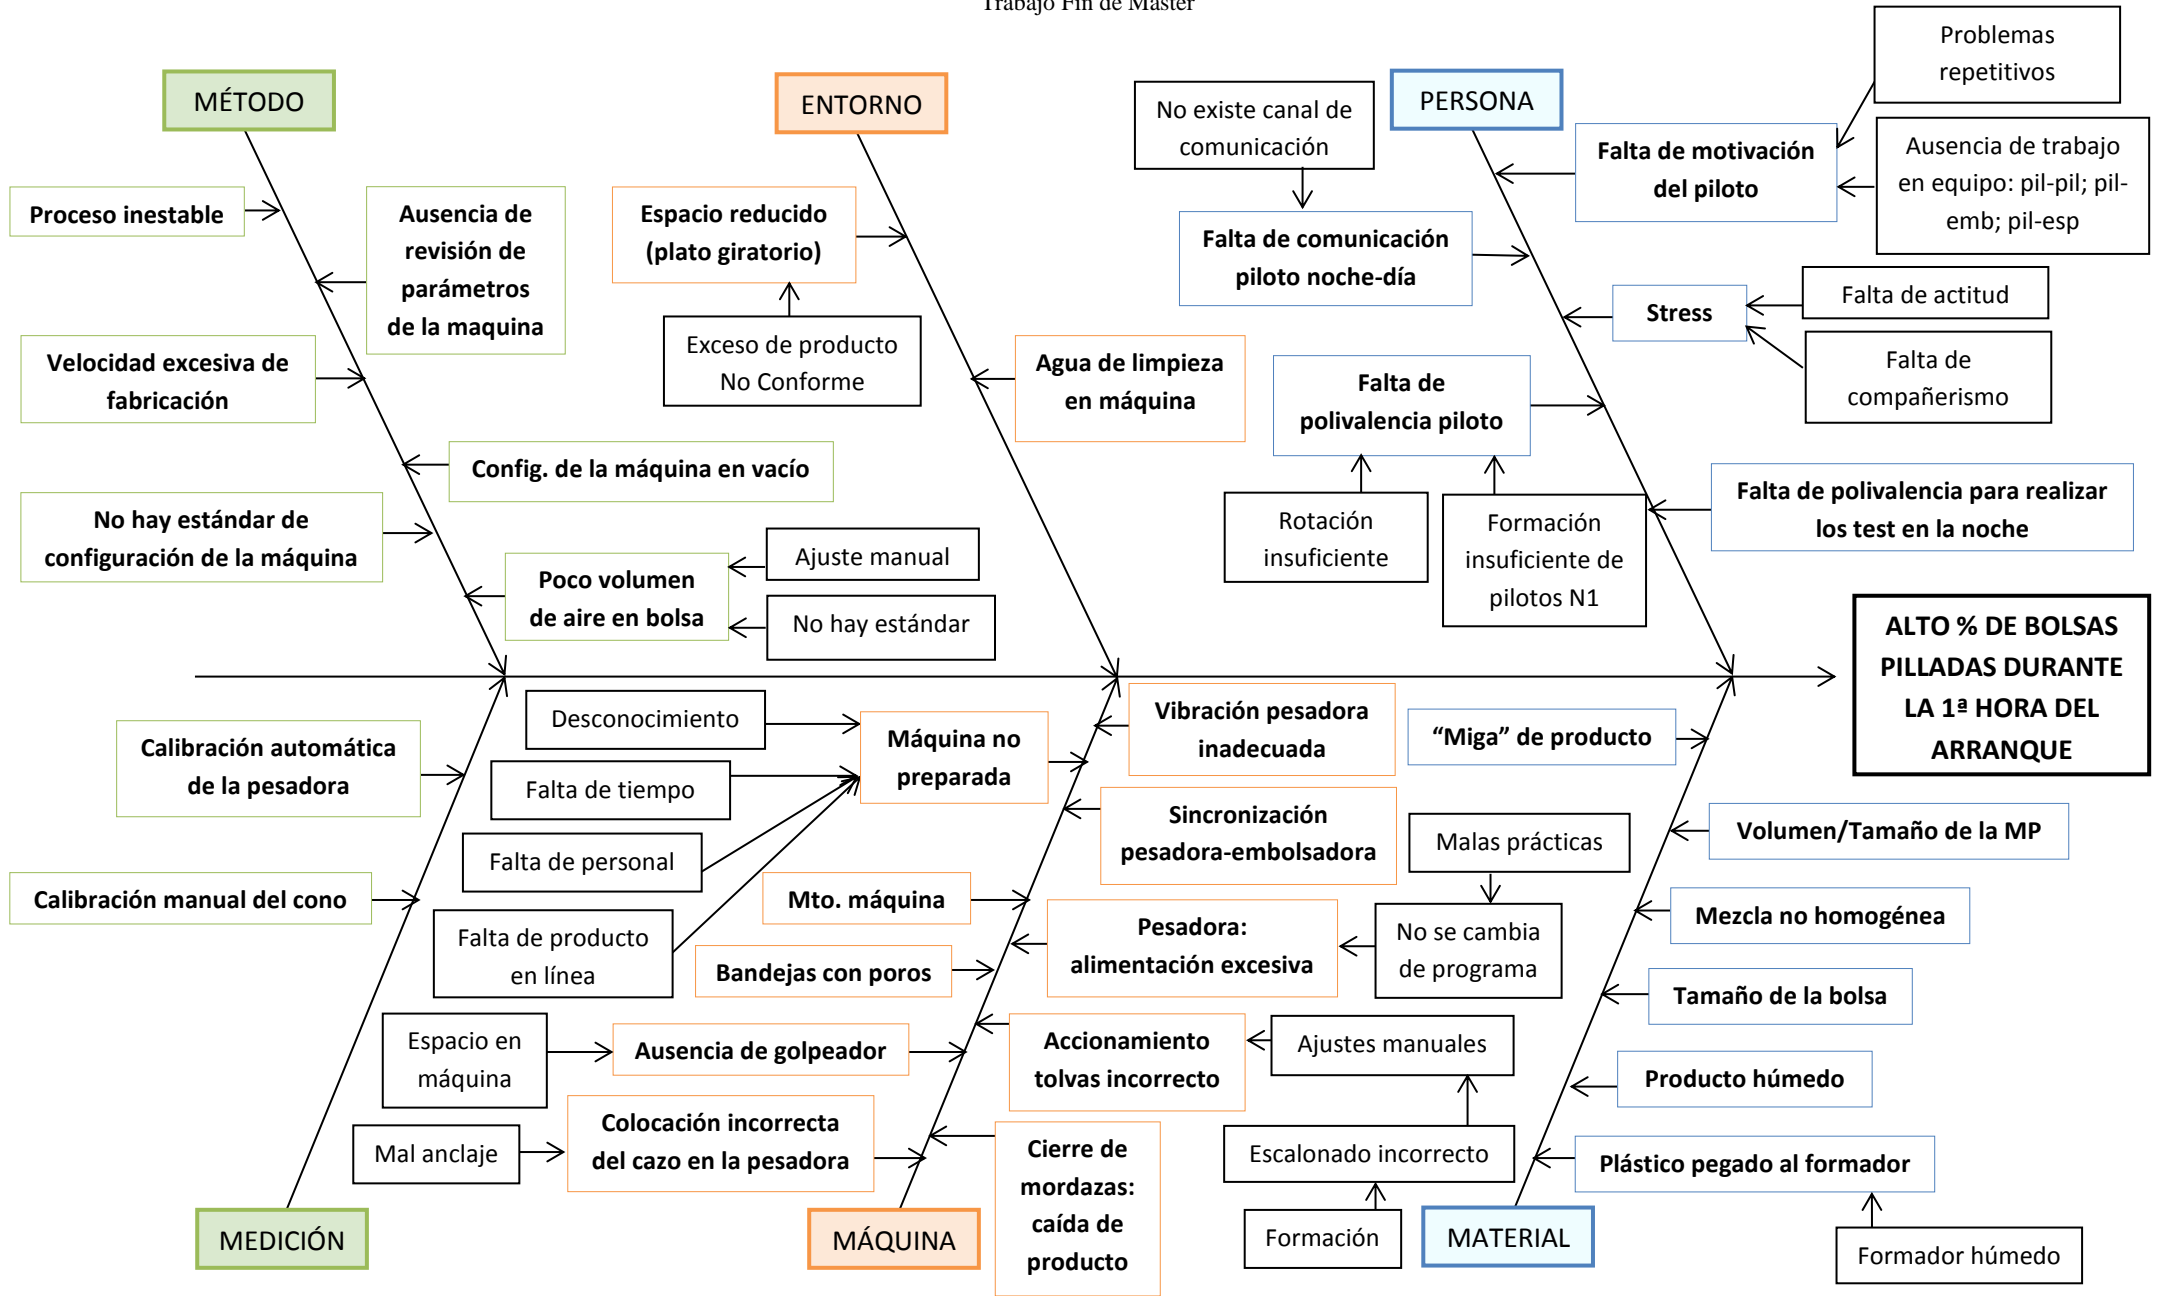 Trabajo Fin de Máster
MÉTODO
Proceso inestable
Ausencia de
revisión de
parámetros
de la maquina
Velocidad excesiva de
fabricación
Config. de la máquina en vacío
No hay estándar de
configuración de la máquina
Poco volumen
de aire en bolsa
Ajuste manual
No hay estándar
ENTORNO
Espacio reducido
(plato giratorio)
Exceso de producto
No Conforme
Agua de limpieza
en máquina
PERSONA
No existe canal de
comunicación
Falta de comunicación
piloto noche-día
Falta de motivación
del piloto
Problemas
repetitivos
Ausencia de trabajo
en equipo: pil-pil; pil-
emb; pil-esp
Stress
Falta de actitud
Falta de
compañerismo
Falta de
polivalencia piloto
Rotación
insuficiente
Formación
insuficiente de
pilotos N1
Falta de polivalencia para realizar
los test en la noche
ALTO % DE BOLSAS
PILLADAS DURANTE
LA 1ª HORA DEL
ARRANQUE
Calibración automática
de la pesadora
Calibración manual del cono
MEDICIÓN
Desconocimiento
Falta de tiempo
Falta de personal
Falta de producto
en línea
Máquina no
preparada
Mto. máquina
Bandejas con poros
Espacio en
máquina
Ausencia de golpeador
Mal anclaje
Colocación incorrecta
del cazo en la pesadora
Vibración pesadora
inadecuada
Sincronización
pesadora-embolsadora
Pesadora:
alimentación excesiva
Malas prácticas
No se cambia
de programa
Accionamiento
tolvas incorrecto
Ajustes manuales
Escalonado incorrecto
Formación
Cierre de
mordazas:
caída de
producto
MÁQUINA
“Miga” de producto
Volumen/Tamaño de la MP
Mezcla no homogénea
Tamaño de la bolsa
Producto húmedo
Plástico pegado al formador
Formador húmedo
MATERIAL